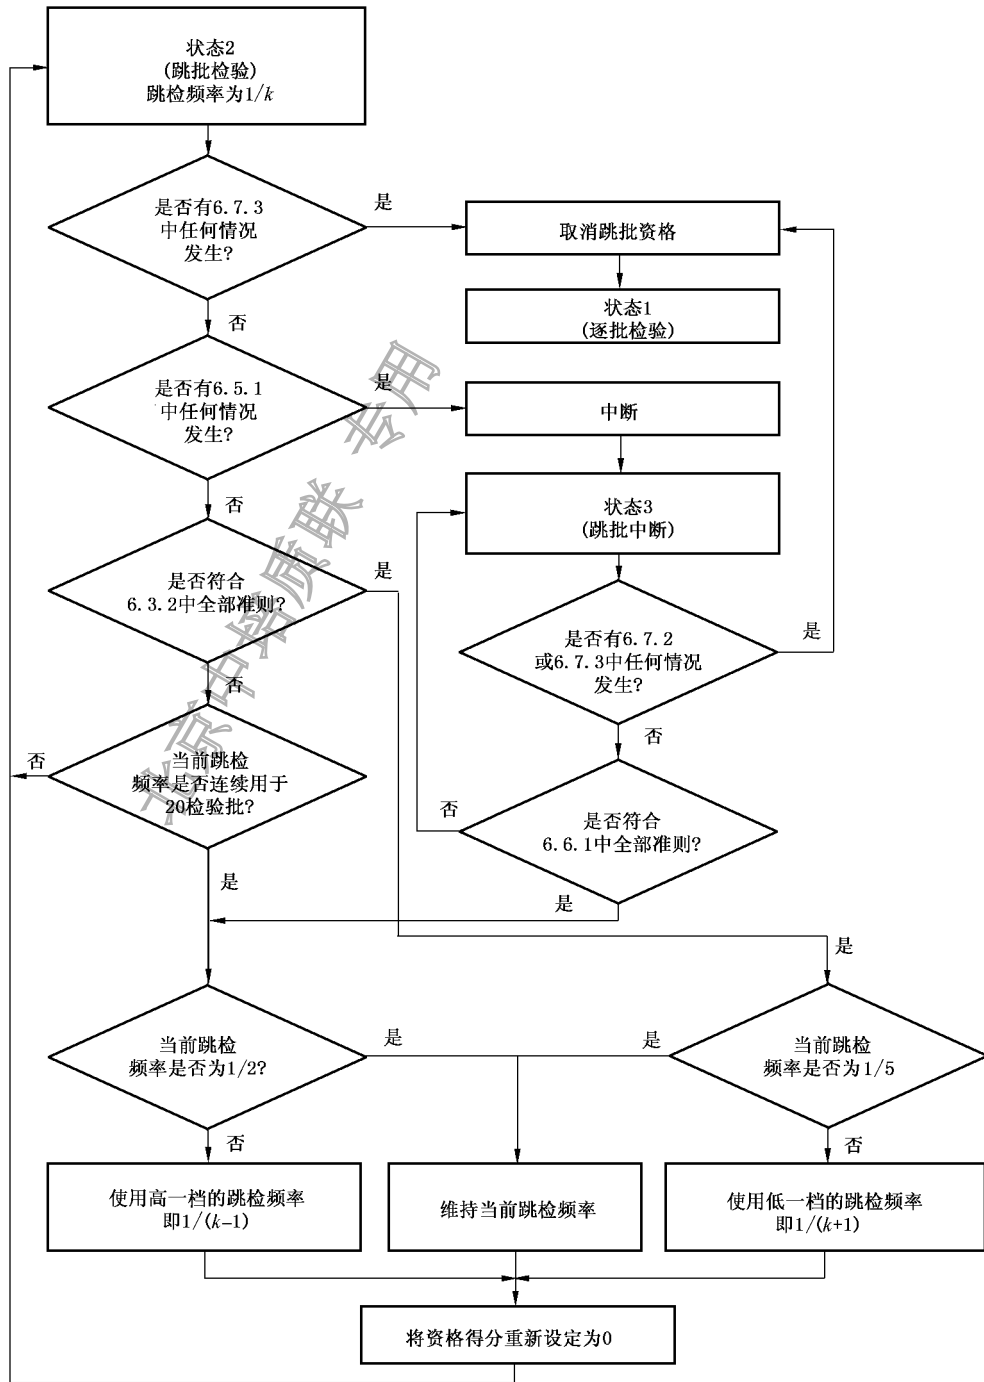 状态2
(跳批检验)
跳检频率为1/k
是否有6.7.3
中任何情况
发生?
是
取消跳批资格
状态1
(逐批检验)
否
是否有6.5.1
中任何情况
发生?
是
中断
否
状态3
(跳批中断)
是否符合
6.3.2中全部准则?
是
是否有6.7.2
或6.7.3中任何情况
发生?
是
否
否
当前跳检
频率是否连续用于
20检验批?
否
是否符合
6.6.1中全部准则?
否
是
是
是
当前跳检
频率是否为1/2?
是
是
当前跳检
频率是否为1/5
否
否
使用高一档的跳检频率
即1/(k-1)
维持当前跳检频率
使用低一档的跳检频率
即1/(k+1)
将资格得分重新设定为0
北京中培质联 专用